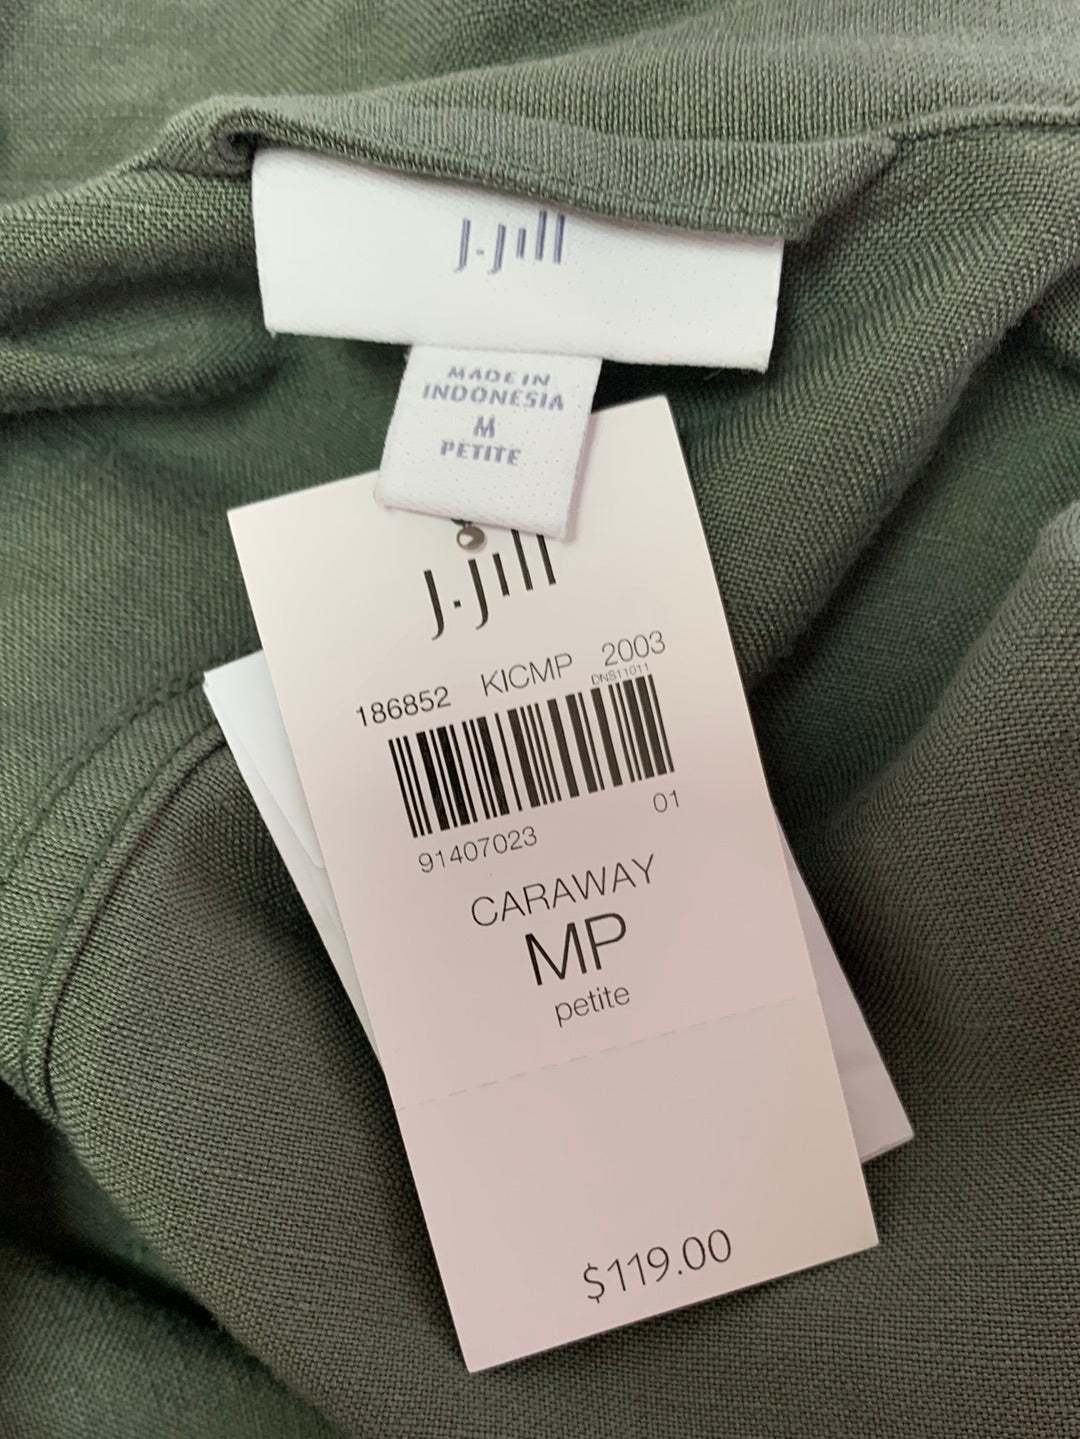 J.Jill
MADE IN
INDONESIA
M
PETITE
J.Jill
186852 KICMP 2003
DNS11011
91407023 01
CARAWAY
MP
petite
$119.00